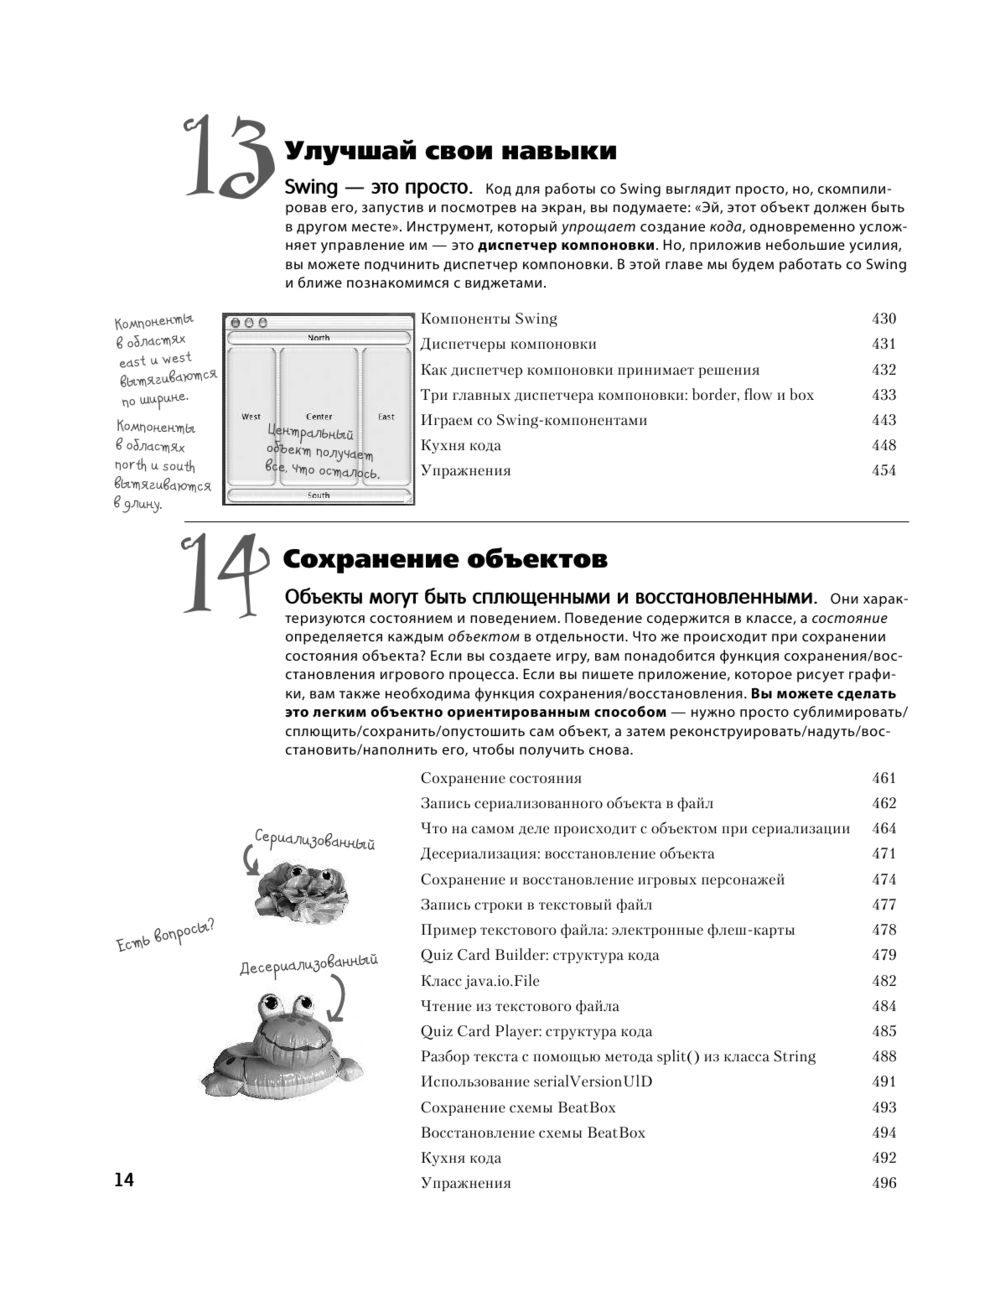 13
Улучшай свои навыки
Swing — это просто. Код для работы со Swing выглядит просто, но, скомпили-
ровав его, запустив и посмотрев на экран, вы подумаете: «Эй, этот объект должен быть
в другом месте». Инструмент, который упрощает создание кода, одновременно услож-
няет управление им — это диспетчер компоновки. Но, приложив небольшие усилия,
вы можете подчинить диспетчер компоновки. В этой главе мы будем работать со Swing
и ближе познакомимся с виджетами.
Компоненты
в областях
east и west
вытягиваются
по ширине.
Компоненты
в областях
north и south
вытягиваются
в длину.
North
West
Center
East
Центральный
объект получает
все, что осталось.
South
Компоненты Swing 430
Диспетчеры компоновки 431
Как диспетчер компоновки принимает решения 432
Три главных диспетчера компоновки: border, flow и box 433
Играем со Swing-компонентами 443
Кухня кода 448
Упражнения 454
14
Сохранение объектов
Объекты могут быть сплющенными и восстановленными. Они харак-
теризуются состоянием и поведением. Поведение содержится в классе, а состояние
определяется каждым объектом в отдельности. Что же происходит при сохранении
состояния объекта? Если вы создаете игру, вам понадобится функция сохранения/вос-
становления игрового процесса. Если вы пишете приложение, которое рисует графи-
ки, вам также необходима функция сохранения/восстановления. Вы можете сделать
это легким объектно ориентированным способом — нужно просто сублимировать/
сплющить/сохранить/опустошить сам объект, а затем реконструировать/надуть/вос-
становить/наполнить его, чтобы получить снова.
Сериализованный
Есть вопросы?
Десериализованный
Сохранение состояния 461
Запись сериализованного объекта в файл 462
Что на самом деле происходит с объектом при сериализации 464
Десериализация: восстановление объекта 471
Сохранение и восстановление игровых персонажей 474
Запись строки в текстовый файл 477
Пример текстового файла: электронные флеш-карты 478
Quiz Card Builder: структура кода 479
Класс java.io.File 482
Чтение из текстового файла 484
Quiz Card Player: структура кода 485
Разбор текста с помощью метода split() из класса String 488
Использование serialVersionUlD 491
Сохранение схемы BeatBox 493
Восстановление схемы BeatBox 494
Кухня кода 492
Упражнения 496
14